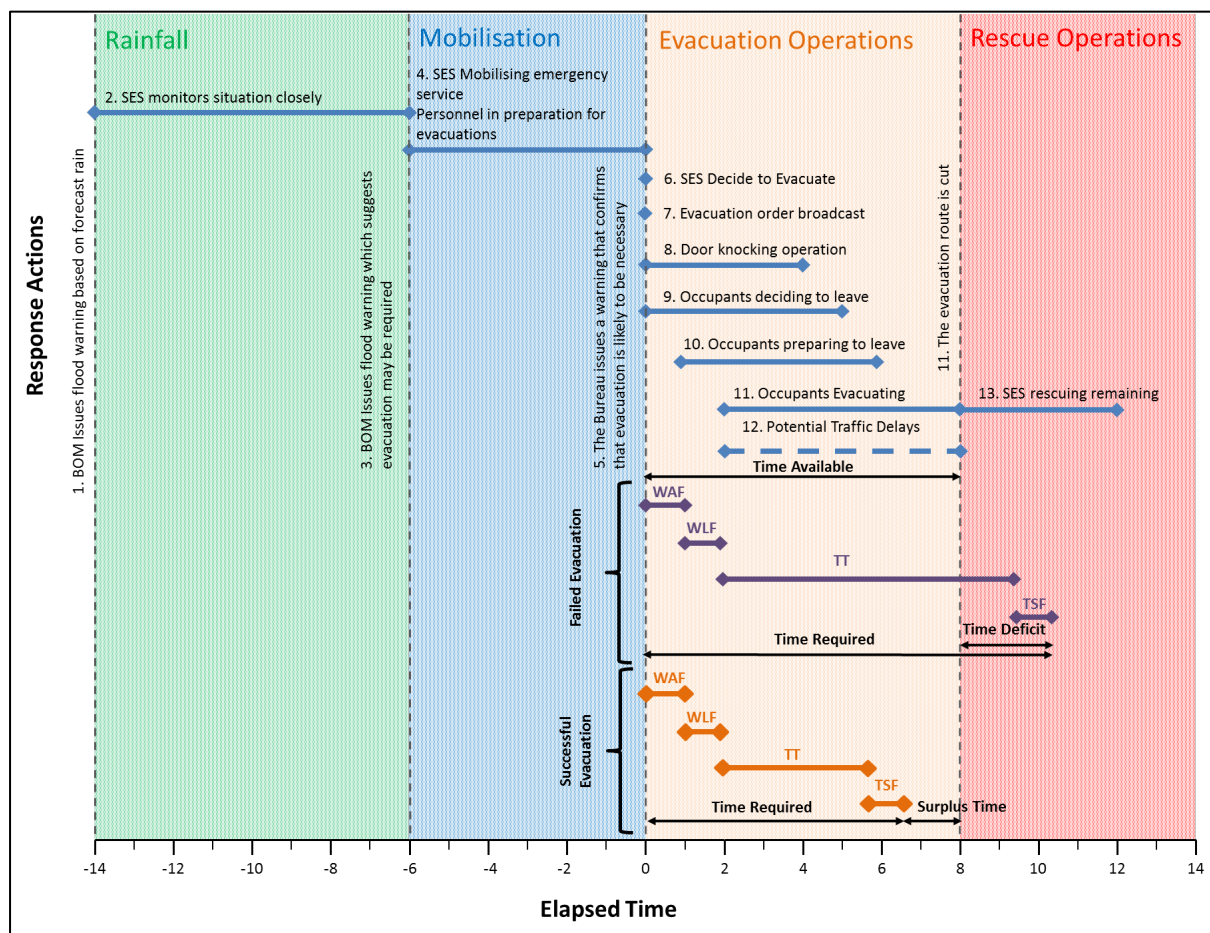 Rainfall
Mobilisation
Evacuation Operations
Rescue Operations
2. SES monitors situation closely
4. SES Mobilising emergency
service
Personnel in preparation for
evacuations
6. SES Decide to Evacuate
7. Evacuation order broadcast
8. Door knocking operation
9. Occupants deciding to leave
10. Occupants preparing to leave
11. Occupants Evacuating
13. SES rescuing remaining
12. Potential Traffic Delays
Time Available
1. BOM Issues flood warning based on forecast rain
3. BOM Issues flood warning which suggests
evacuation may be required
5. The Bureau issues a warning that confirms
that evacuation is likely to be necessary
11. The evacuation route is cut
Response Actions
Failed Evacuation
WAF
WLF
TT
TSF
Time Deficit
Time Required
Successful
Evacuation
WAF
WLF
TT
TSF
Time Required
Surplus Time
-14 -12 -10 -8 -6 -4 -2 0 2 4 6 8 10 12 14
Elapsed Time